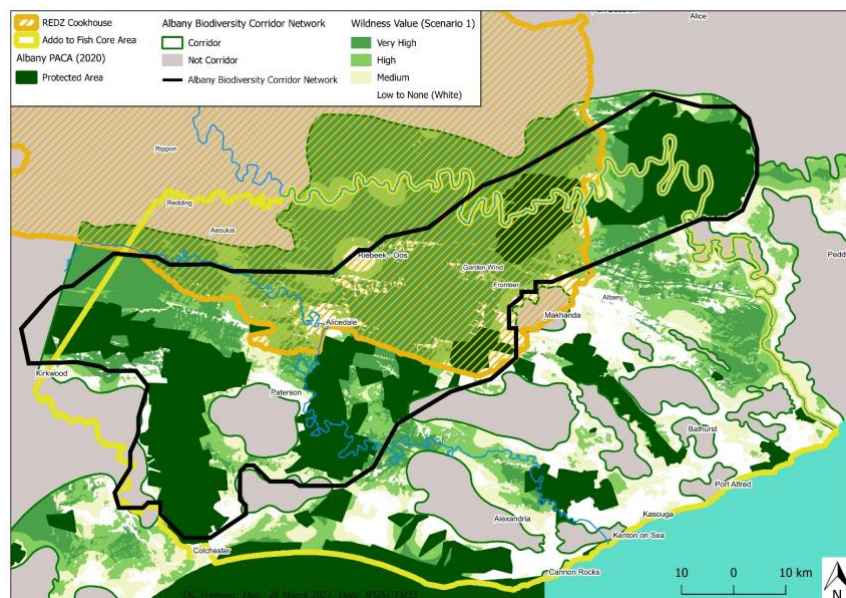 REDZ Cookhouse
Addo to Fish Core Area
Albany PACA (2020)
Protected Area
Albany Biodiversity Corridor Network
Corridor
Not Corridor
Albany Biodiversity Corridor Network
Wildness Value (Scenario 1)
Very High
High
Medium
Low to None (White)
Alice
Rippon
Redding
Aeoulus
Riebeek - Oos
Garden Wind
Fronteer
Albany
Pedd
Makhanda
Alicedale
Kirkwood
Paterson
Bathurst
Port Alfred
Kasouga
Alexandria
Kenton on Sea
Colchester
Cannon Rocks
10 0 10 km
N